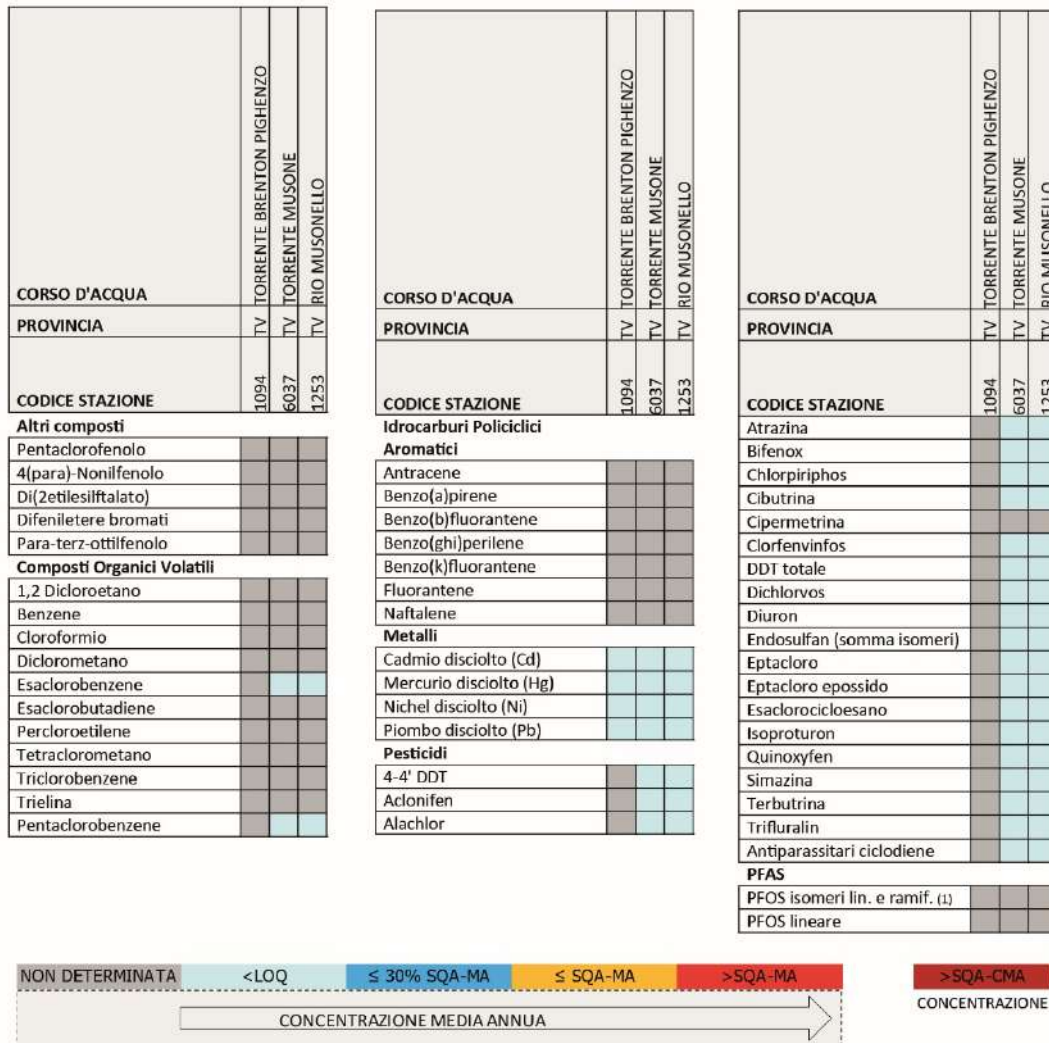 CORSO D'ACQUA
TORRENTE BRENTON PIGHENZO
TORRENTE MUSONE
RIO MUSONELLO
PROVINCIA
TV
TV
TV
CODICE STAZIONE
1094
6037
1253
Altri composti
Pentaclorofenolo
4(para)-Nonilfenolo
Di(2etilesilftalato)
Difeniletere bromati
Para-terz-ottilfenolo
Composti Organici Volatili
1,2 Dicloroetano
Benzene
Cloroformio
Diclorometano
Esaclorobenzene
Esaclorobutadiene
Percloroetilene
Tetraclorometano
Triclorobenzene
Trielina
Pentaclorobenzene
CORSO D'ACQUA
TORRENTE BRENTON PIGHENZO
TORRENTE MUSONE
RIO MUSONELLO
PROVINCIA
TV
TV
TV
CODICE STAZIONE
1094
6037
1253
Idrocarburi Policiclici
Aromatici
Antracene
Benzo(a)pirene
Benzo(b)fluorantene
Benzo(ghi)perilene
Benzo(k)fluorantene
Fluorantene
Naftalene
Metalli
Cadmio disciolto (Cd)
Mercurio disciolto (Hg)
Nichel disciolto (Ni)
Piombo disciolto (Pb)
Pesticidi
4-4' DDT
Aclonifen
Alachlor
CORSO D'ACQUA
TORRENTE BRENTON PIGHENZO
TORRENTE MUSONE
RIO MUSONELLO
PROVINCIA
TV
TV
TV
CODICE STAZIONE
1094
6037
1253
Atrazina
Bifenox
Chlorpiriphos
Cibutrina
Cipermetrina
Clorfenvinfos
DDT totale
Dichlorvos
Diuron
Endosulfan (somma isomeri)
Eptacloro
Eptacloro epossido
Esaclorocicloesano
Isoproturon
Quinoxyfen
Simazina
Terbutrina
Trifluralin
Antiparassitari ciclodiene
PFAS
PFOS isomeri lin. e ramif. (1)
PFOS lineare
NON DETERMINATA <LOQ ≤ 30% SQA-MA ≤ SQA-MA >SQA-MA >SQA-CMA
CONCENTRAZIONE MEDIA ANNUA
CONCENTRAZIONE